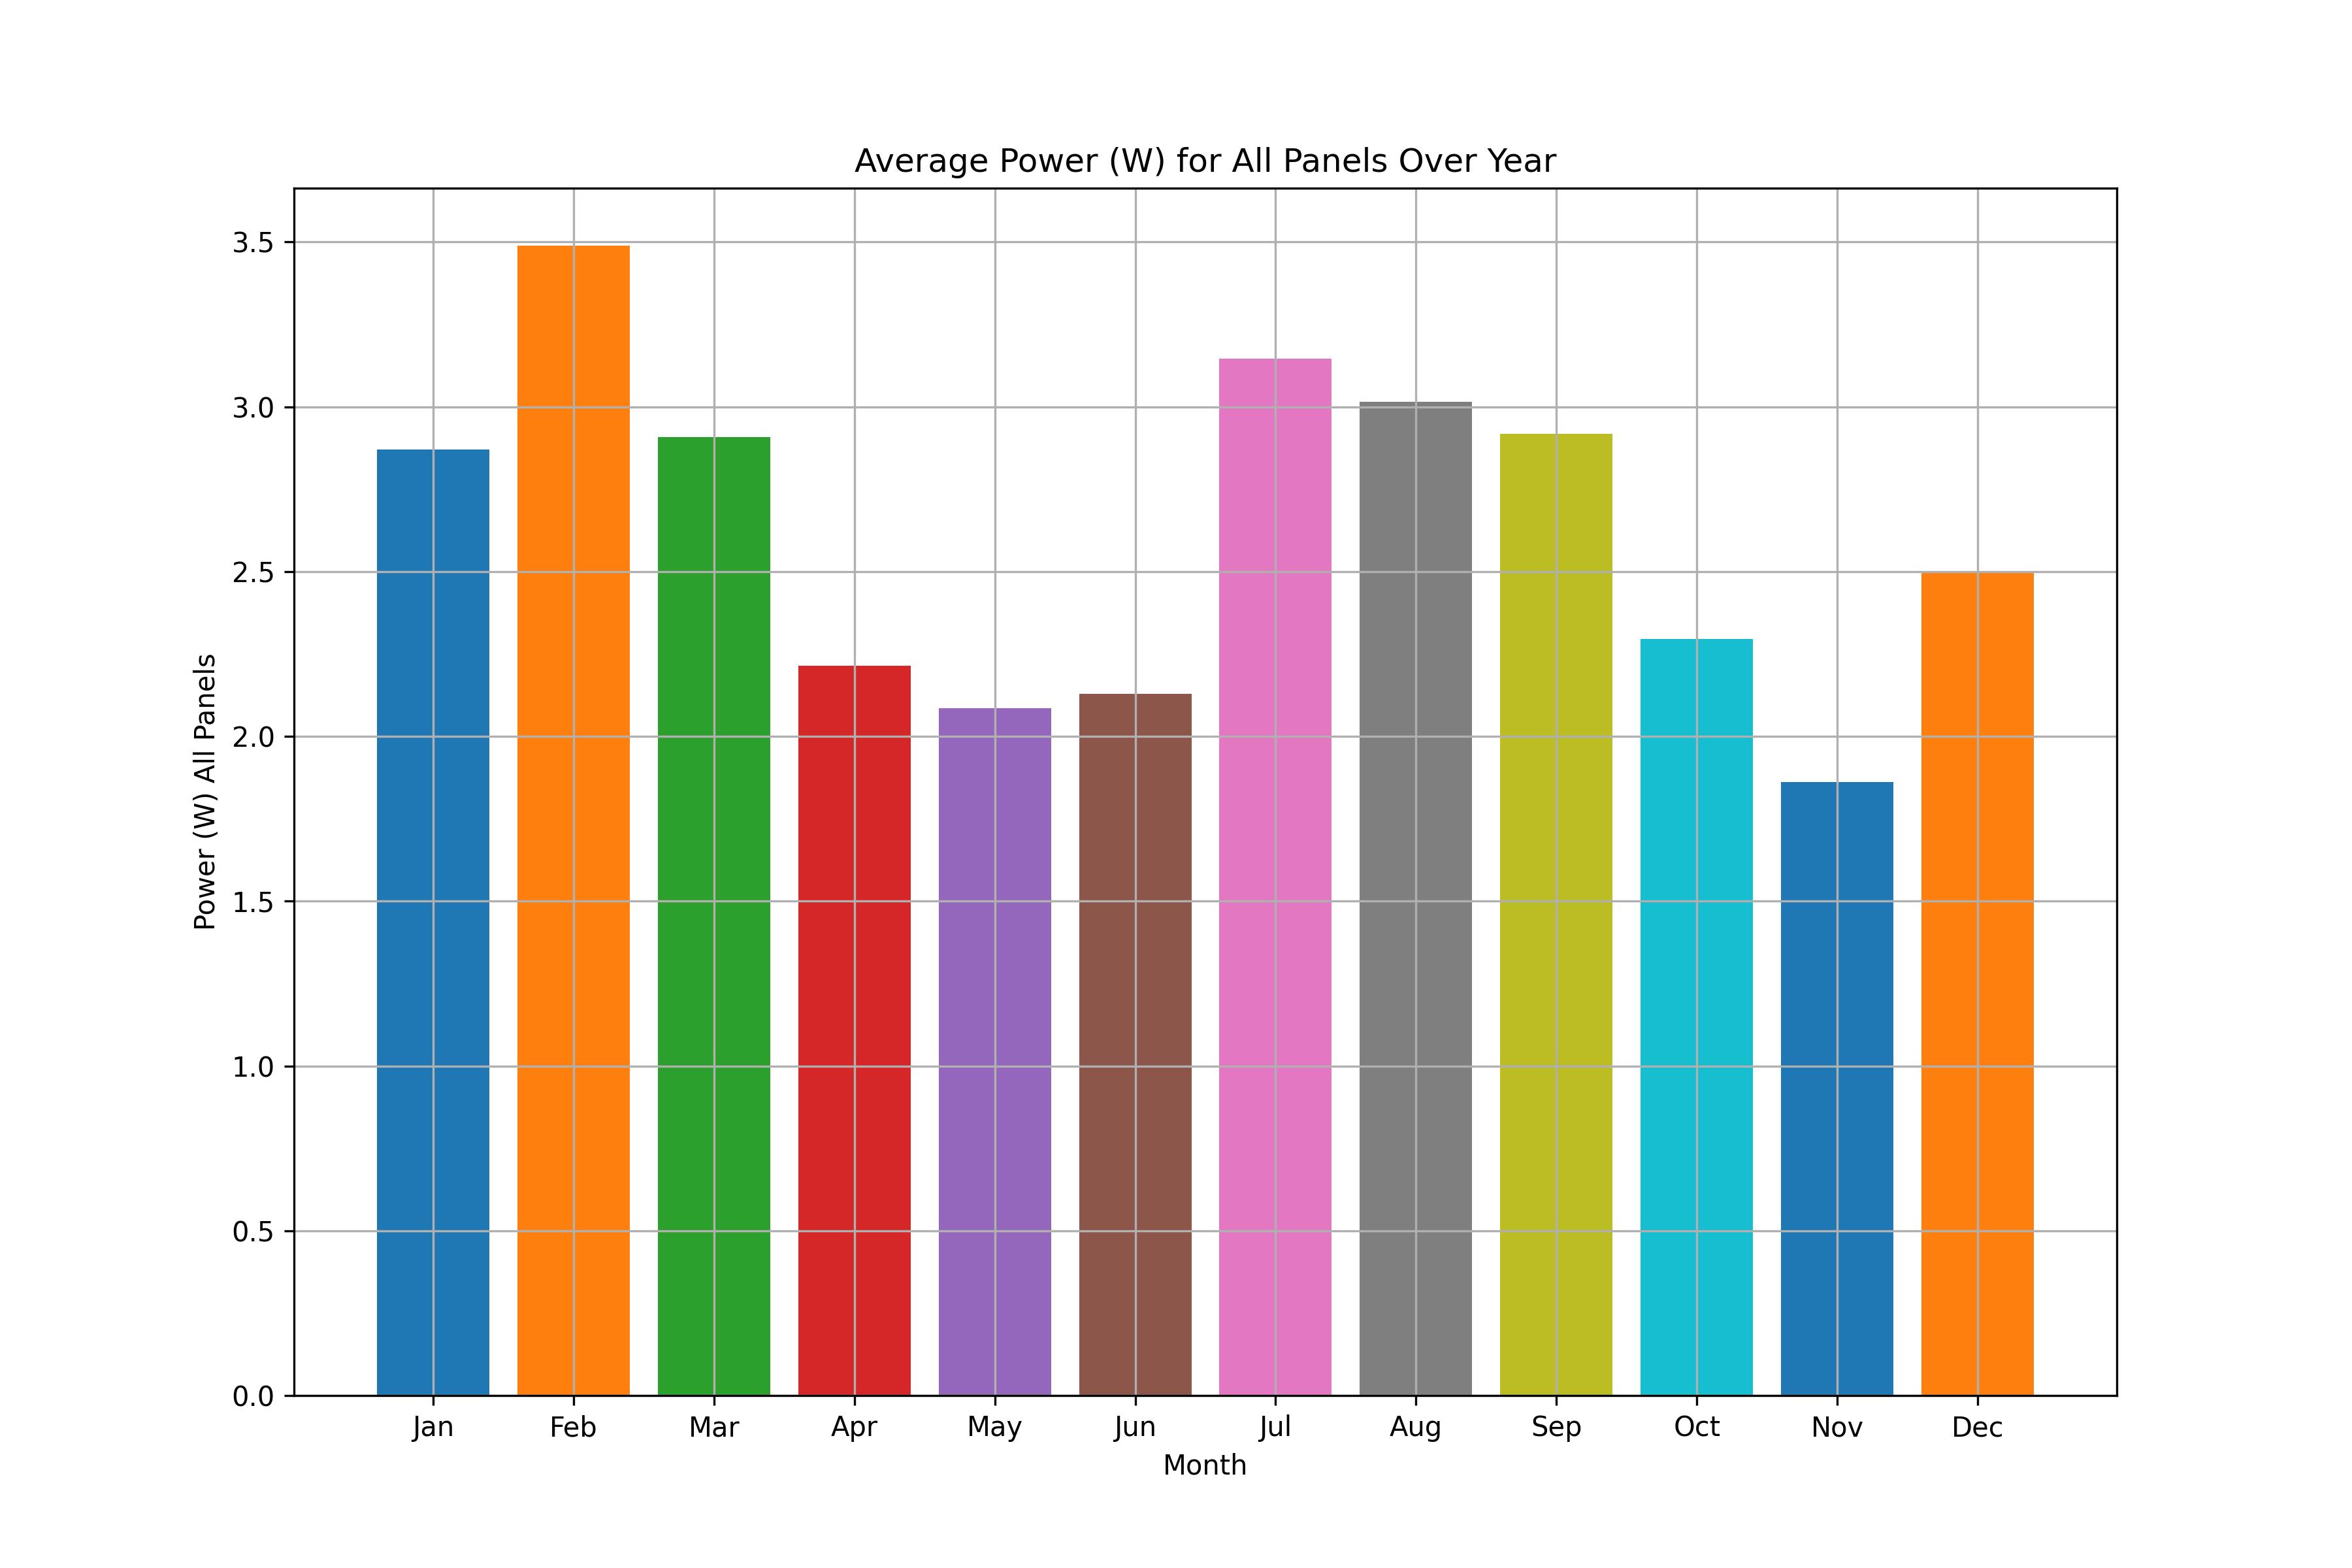 Average Power (W) for All Panels Over Year
Power (W) All Panels
3.5
3.0
2.5
2.0
1.5
1.0
0.5
0.0
Jan Feb Mar Apr May Jun Jul Aug Sep Oct Nov Dec
Month